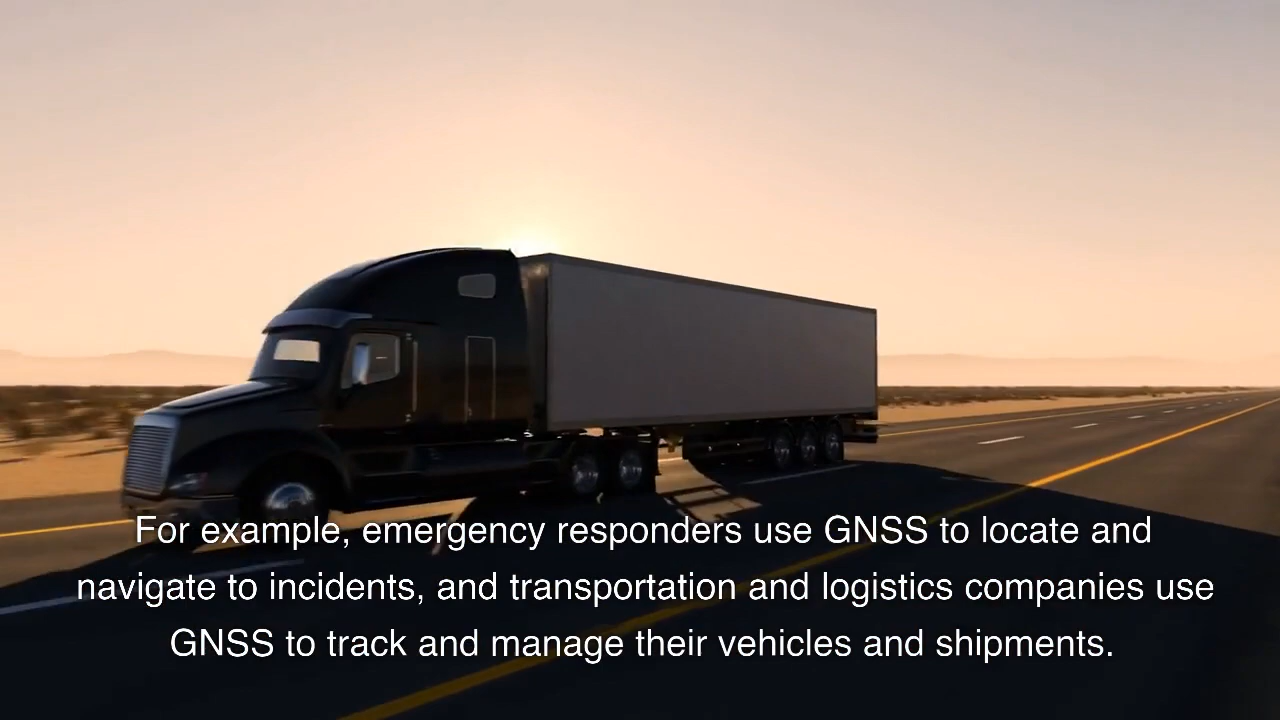 For example, emergency responders use GNSS to locate and
navigate to incidents, and transportation and logistics companies use
GNSS to track and manage their vehicles and shipments.